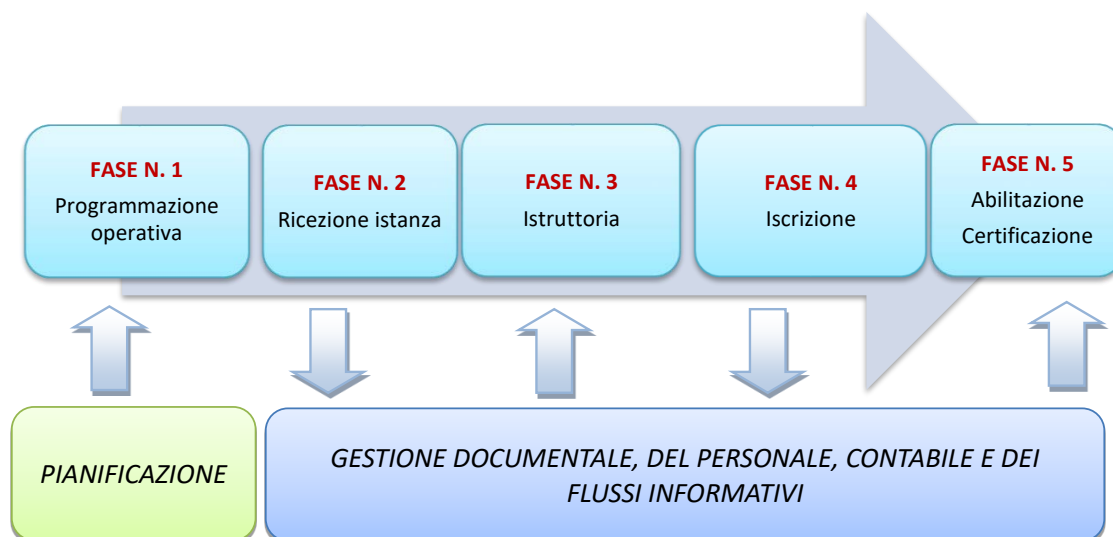 FASE N. 1
Programmazione
operativa
FASE N. 2
Ricezione istanza
FASE N. 3
Istruttoria
FASE N. 4
Iscrizione
FASE N. 5
Abilitazione
Certificazione
PIANIFICAZIONE
GESTIONE DOCUMENTALE, DEL PERSONALE, CONTABILE E DEI
FLUSSI INFORMATIVI